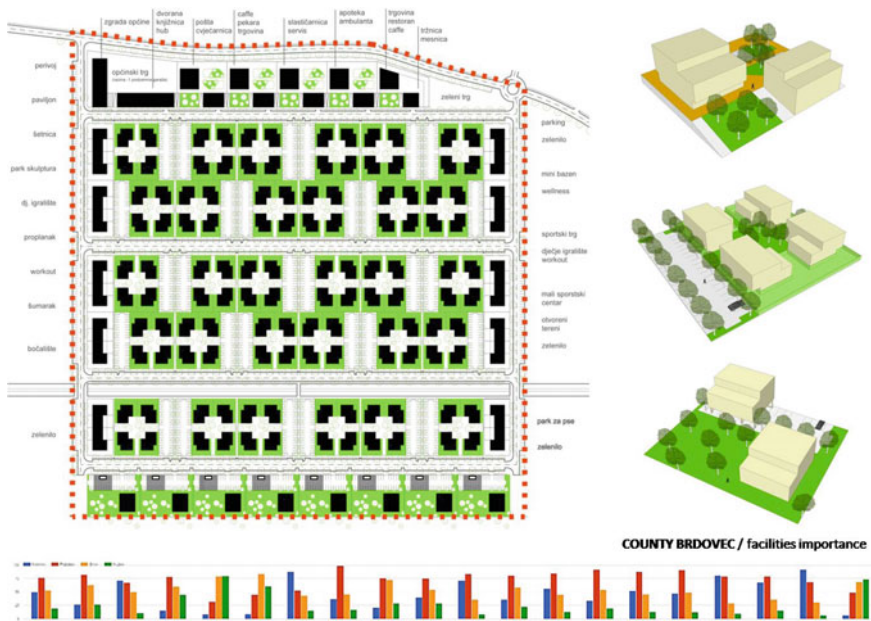 zgrada općine
dvorana
knjižnica
hub
pošta
cvjećarnica
caffe
pekara
trgovina
slastičarnica
servis
apoteka
ambulanta
trgovina
restoran
caffe
tržnica
mesnica
perivoj
općinski trg
zeleni trg
paviljon
parking
šetnica
zelenilo
park skulptura
mini bazen
wellness
dj. igralište
proplanak
sportski trg
dječje igralište
workout
workout
mali sportski
centar
šumarak
otvoreni
tereni
bočalište
zelenilo
park za pse
zelenilo
zelenilo
COUNTY BRDOVEC / facilities importance